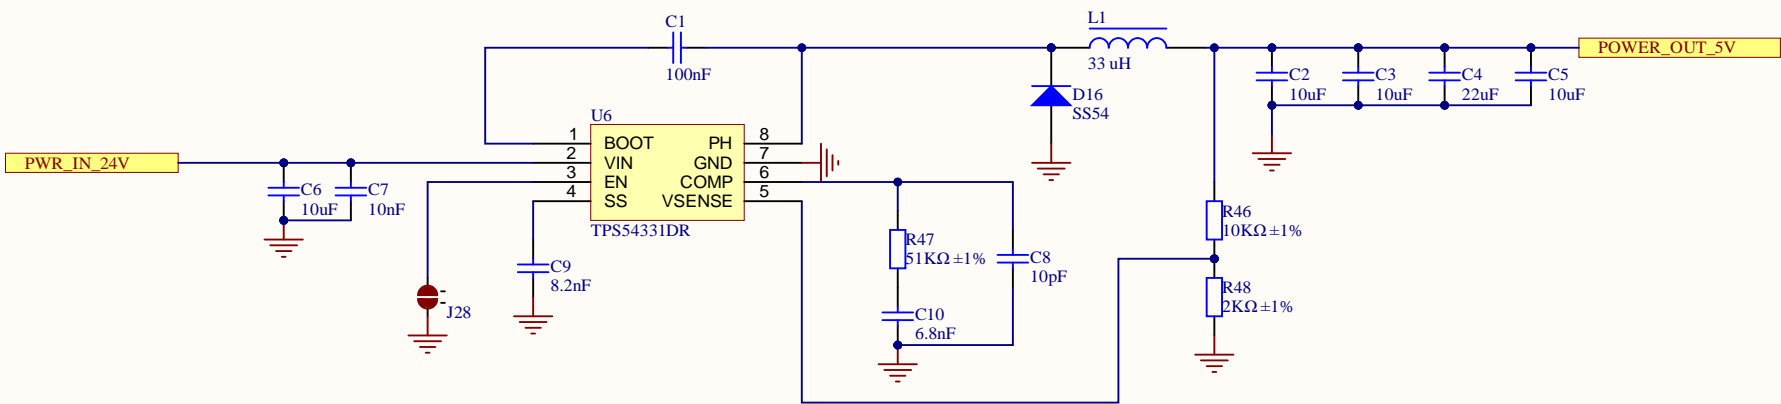 L1
33 uH
C1
100nF
POWER_OUT_5V
C2
10uF
C3
10uF
C4
22uF
C5
10uF
D16
SS54
U6
1 BOOT PH 8
2 VIN GND 7
3 EN COMP 6
4 SS VSENSE 5
TPS54331DR
PWR_IN_24V
C6
10uF
C7
10nF
J28
C9
8.2nF
R47
51KΩ±1%
C8
10pF
C10
6.8nF
R46
10KΩ±1%
R48
2KΩ±1%